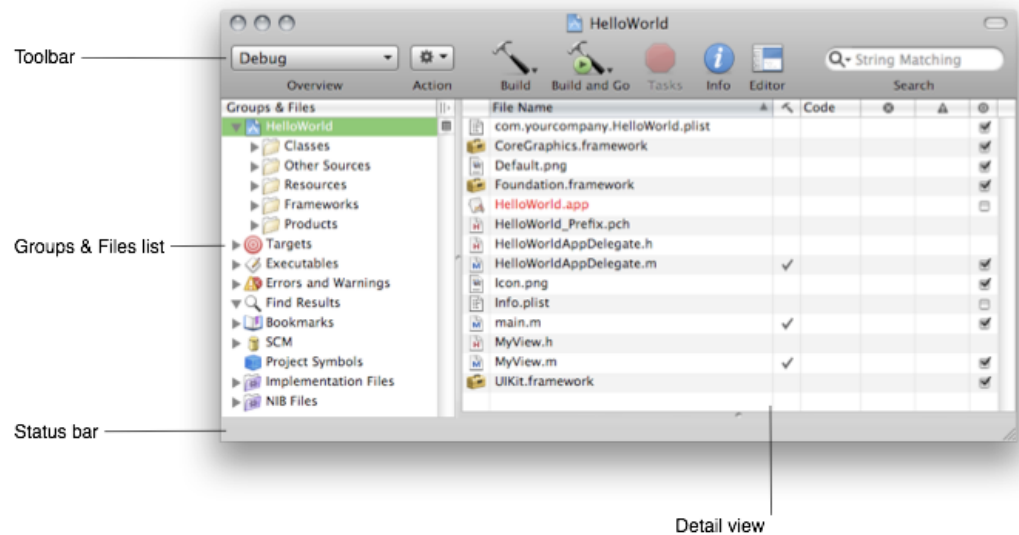 HelloWorld
Toolbar
Debug
String Matching
Overview
Action
Build
Build and Go
Tasks
Info
Editor
Search
Groups & Files
File Name
Code
HelloWorld
com.yourcompany.HelloWorld.plist
Classes
CoreGraphics.framework
Other Sources
Default.png
Resources
Foundation.framework
Frameworks
HelloWorld.app
Products
HelloWorld_Prefix.pch
Groups & Files list
Targets
HelloWorldAppDelegate.h
Executables
HelloWorldAppDelegate.m
Errors and Warnings
Icon.png
Find Results
Info.plist
Bookmarks
main.m
SCM
MyView.h
Project Symbols
MyView.m
Implementation Files
UIKit.framework
NIB Files
Status bar
Detail view